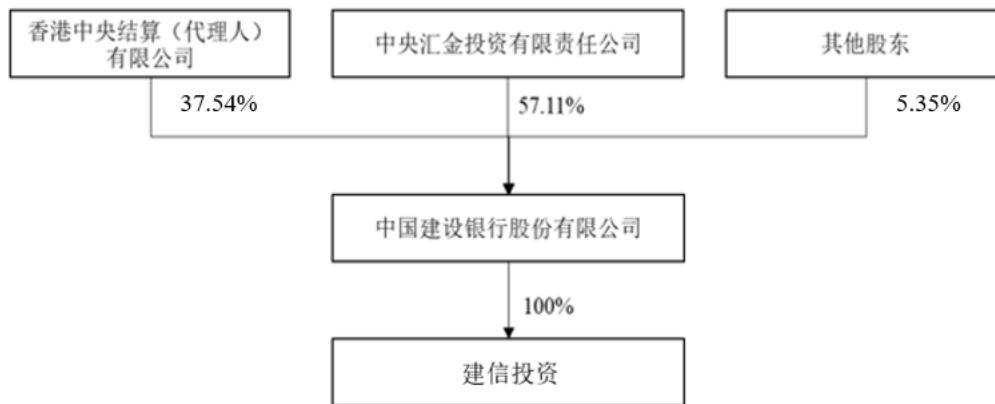 香港中央结算（代理人）
有限公司
中央汇金投资有限责任公司
其他股东
37.54%
57.11%
5.35%
中国建设银行股份有限公司
100%
建信投资